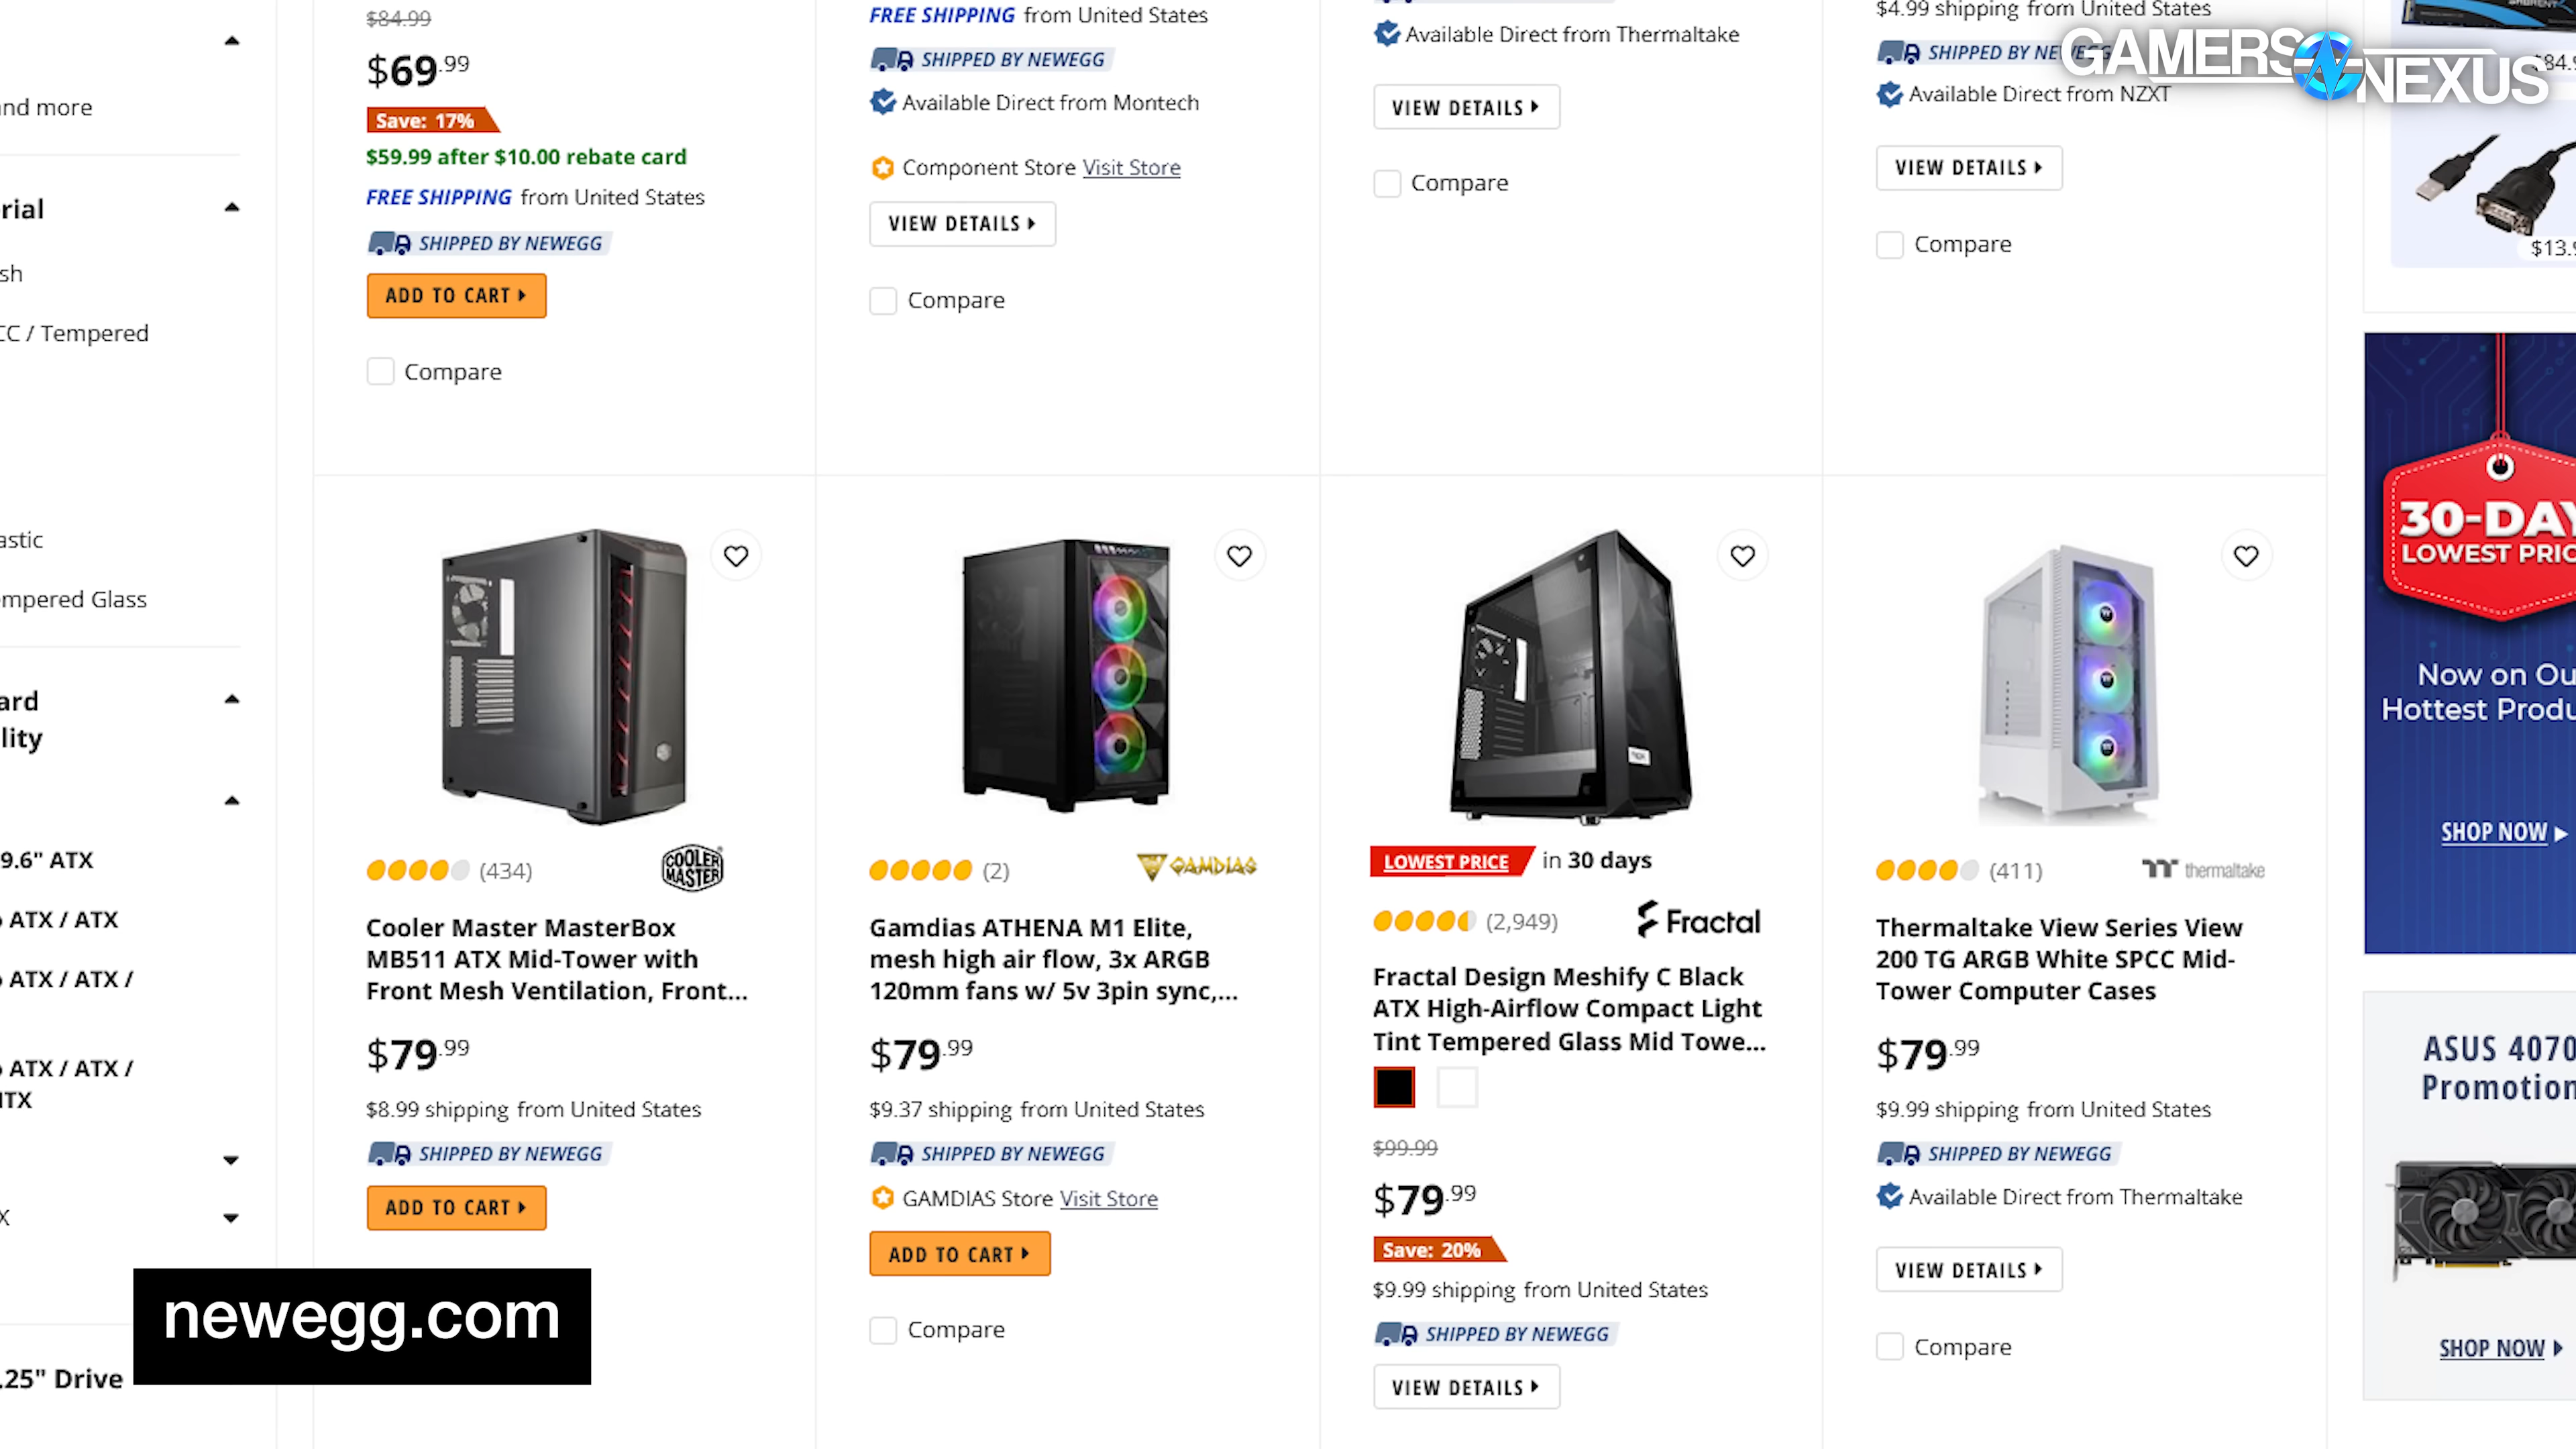 and more
rial
sh
CC / Tempered
astic
empered Glass
ard
lity
9.6" ATX
ATX / ATX
ATX / ATX /
ATX / ATX /
ITX
X
.25" Drive
newegg.com
$84.99
$69.99
Save: 17%
$59.99 after $10.00 rebate card
FREE SHIPPING from United States
SHIPPED BY NEWEGG
ADD TO CART
Compare
FREE SHIPPING from United States
SHIPPED BY NEWEGG
Available Direct from Montech
Component Store Visit Store
VIEW DETAILS
Compare
Available Direct from Thermaltake
VIEW DETAILS
Compare
$4.99 shipping from United States
SHIPPED BY NEWEGG
Available Direct from NZXT
VIEW DETAILS
Compare
GAMERS NEXUS
COOLER MASTER
(434)
Cooler Master MasterBox
MB511 ATX Mid-Tower with
Front Mesh Ventilation, Front...
$79.99
$8.99 shipping from United States
SHIPPED BY NEWEGG
ADD TO CART
(2)
GAMDIAS
Gamdias ATHENA M1 Elite,
mesh high air flow, 3x ARGB
120mm fans w/ 5v 3pin sync,...
$79.99
$9.37 shipping from United States
SHIPPED BY NEWEGG
GAMDIAS Store Visit Store
ADD TO CART
Compare
LOWEST PRICE in 30 days
(2,949)
Fractal
Fractal Design Meshify C Black
ATX High-Airflow Compact Light
Tint Tempered Glass Mid Towe...
$99.99
$79.99
Save: 20%
$9.99 shipping from United States
SHIPPED BY NEWEGG
VIEW DETAILS
(411)
thermaltake
Thermaltake View Series View
200 TG ARGB White SPCC Mid-
Tower Computer Cases
$79.99
$9.99 shipping from United States
SHIPPED BY NEWEGG
Available Direct from Thermaltake
VIEW DETAILS
Compare
$84.9
$13.9
30-DAY
LOWEST PRIC
Now on Ou
Hottest Produ
SHOP NOW
ASUS 4070
Promotion
SHOP NOW